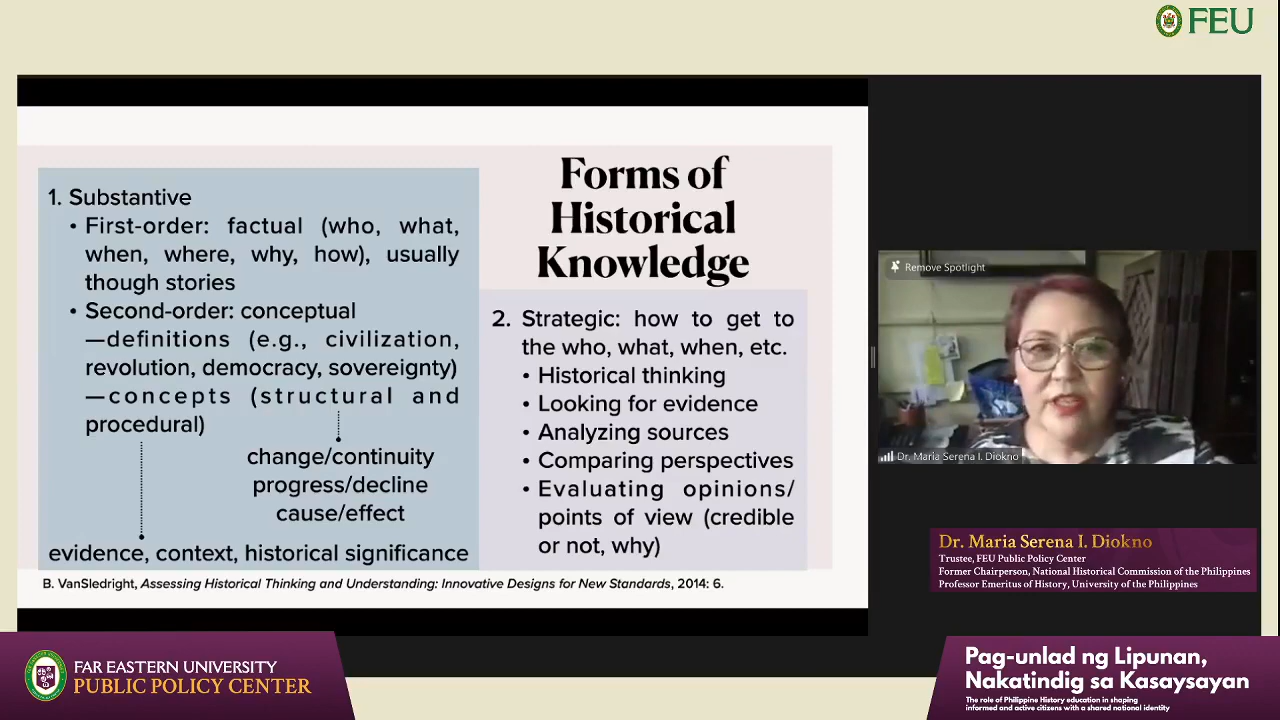 FEU
Forms of
Historical
Knowledge
1. Substantive
• First-order: factual (who, what,
when, where, why, how), usually
though stories
• Second-order: conceptual
—definitions (e.g., civilization,
revolution, democracy, sovereignty)
—concepts (structural and
procedural)
change/continuity
progress/decline
cause/effect
evidence, context, historical significance
2. Strategic: how to get to
the who, what, when, etc.
• Historical thinking
• Looking for evidence
• Analyzing sources
• Comparing perspectives
• Evaluating opinions/
points of view (credible
or not, why)
B. VanSledright, Assessing Historical Thinking and Understanding: Innovative Designs for New Standards, 2014: 6.
Remove Spotlight
Dr. Maria Serena I. Diokno
Dr. Maria Serena I. Diokno
Trustee, FEU Public Policy Center
Former Chairperson, National Historical Commission of the Philippines
Professor Emeritus of History, University of the Philippines
FAR EASTERN UNIVERSITY
PUBLIC POLICY CENTER
Pag-unlad ng Lipunan,
Nakatindig sa Kasaysayan
The role of Philippine History education in shaping
informed and active citizens with a shared national identity